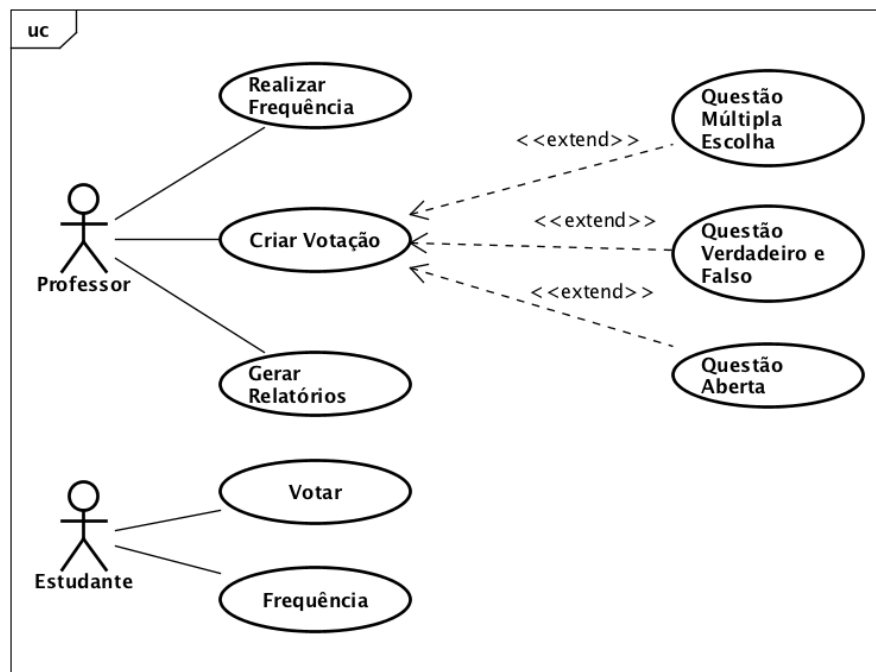 uc
Realizar
Frequência
Questão
Múltipla
Escolha
<<extend>>
Criar Votação
<<extend>>
Questão
Verdadeiro e
Falso
Professor
<<extend>>
Gerar
Relatórios
Questão
Aberta
Votar
Estudante
Frequência